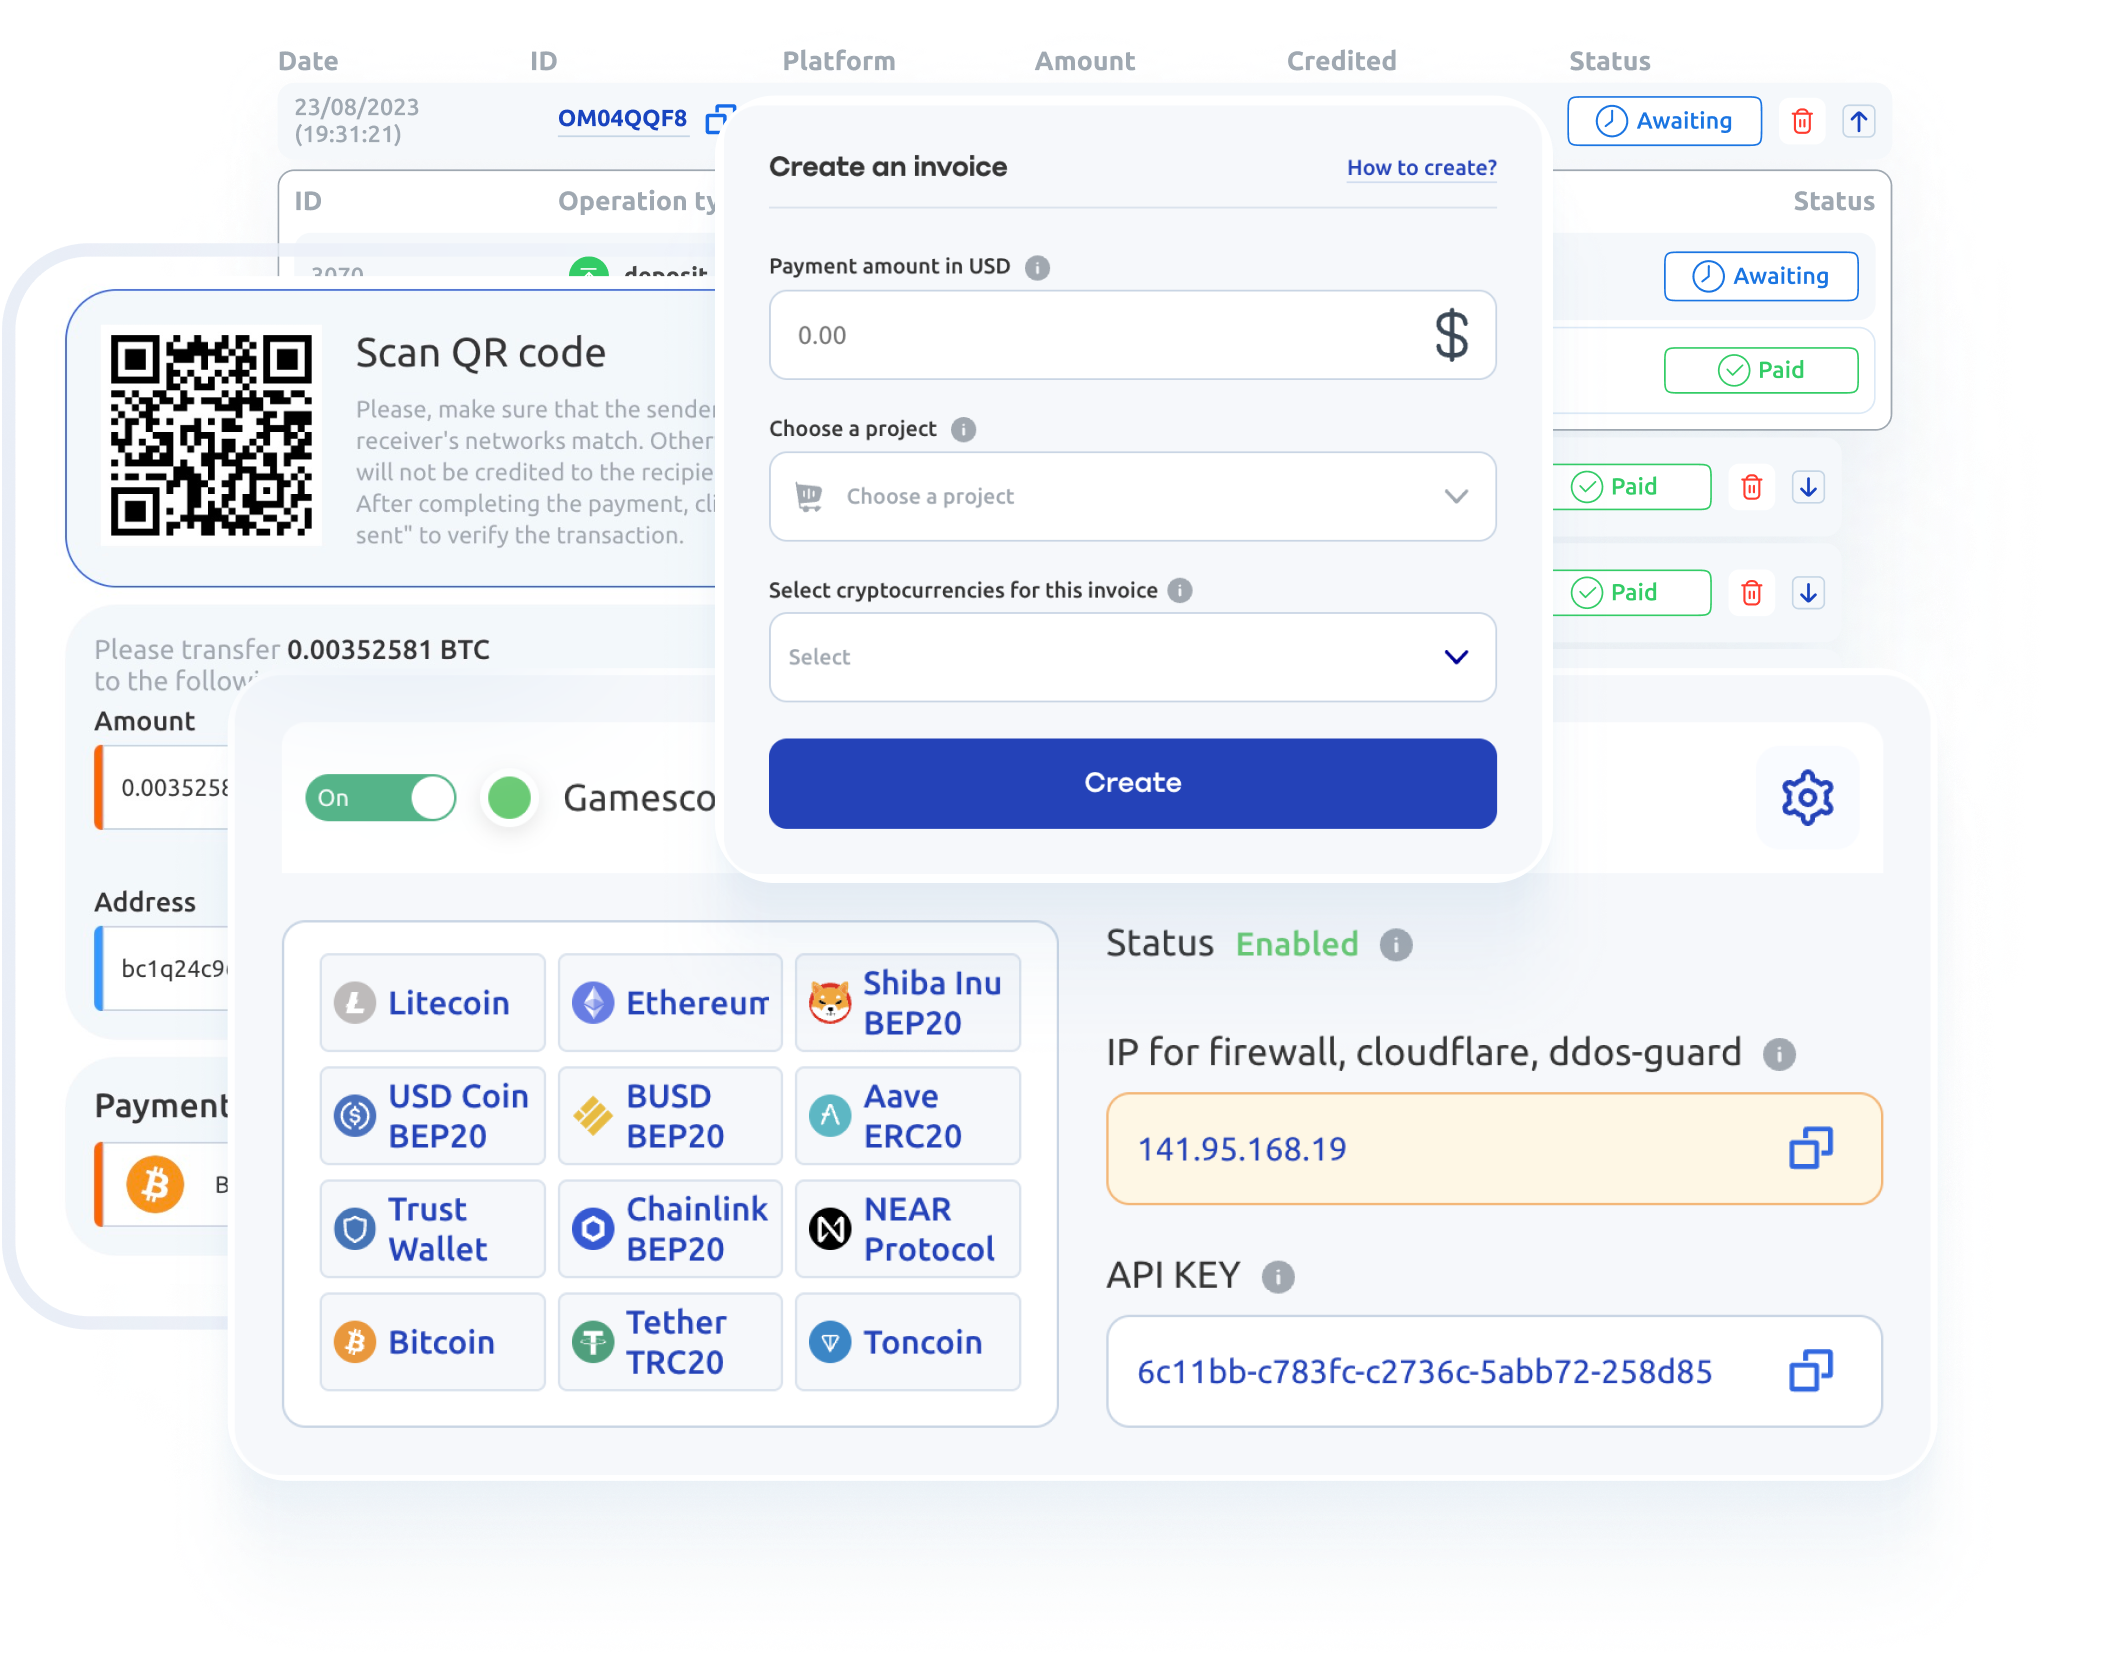 Date ID Platform Amount Credited Status
23/08/2023
(19:31:21)
OM04QQF8
Awaiting
ID Operation ty Status
3070 deposit Awaiting
Paid
Paid
Paid
Create an invoice How to create?
Payment amount in USD
0.00 $
Choose a project
Choose a project
Select cryptocurrencies for this invoice
Select
Create
Scan QR code
Please, make sure that the sender
receiver's networks match. Other
will not be credited to the recipie
After completing the payment, cli
sent" to verify the transaction.
Please transfer 0.00352581 BTC
to the followi
Amount
0.0035258
Address
bc1q24c9
Payment
B
On Gamesco
Litecoin
Ethereum
Shiba Inu
BEP20
USD Coin
BEP20
BUSD
BEP20
Aave
ERC20
Trust
Wallet
Chainlink
BEP20
NEAR
Protocol
Bitcoin
Tether
TRC20
Toncoin
Status Enabled
IP for firewall, cloudflare, ddos-guard
141.95.168.19
API KEY
6c11bb-c783fc-c2736c-5abb72-258d85